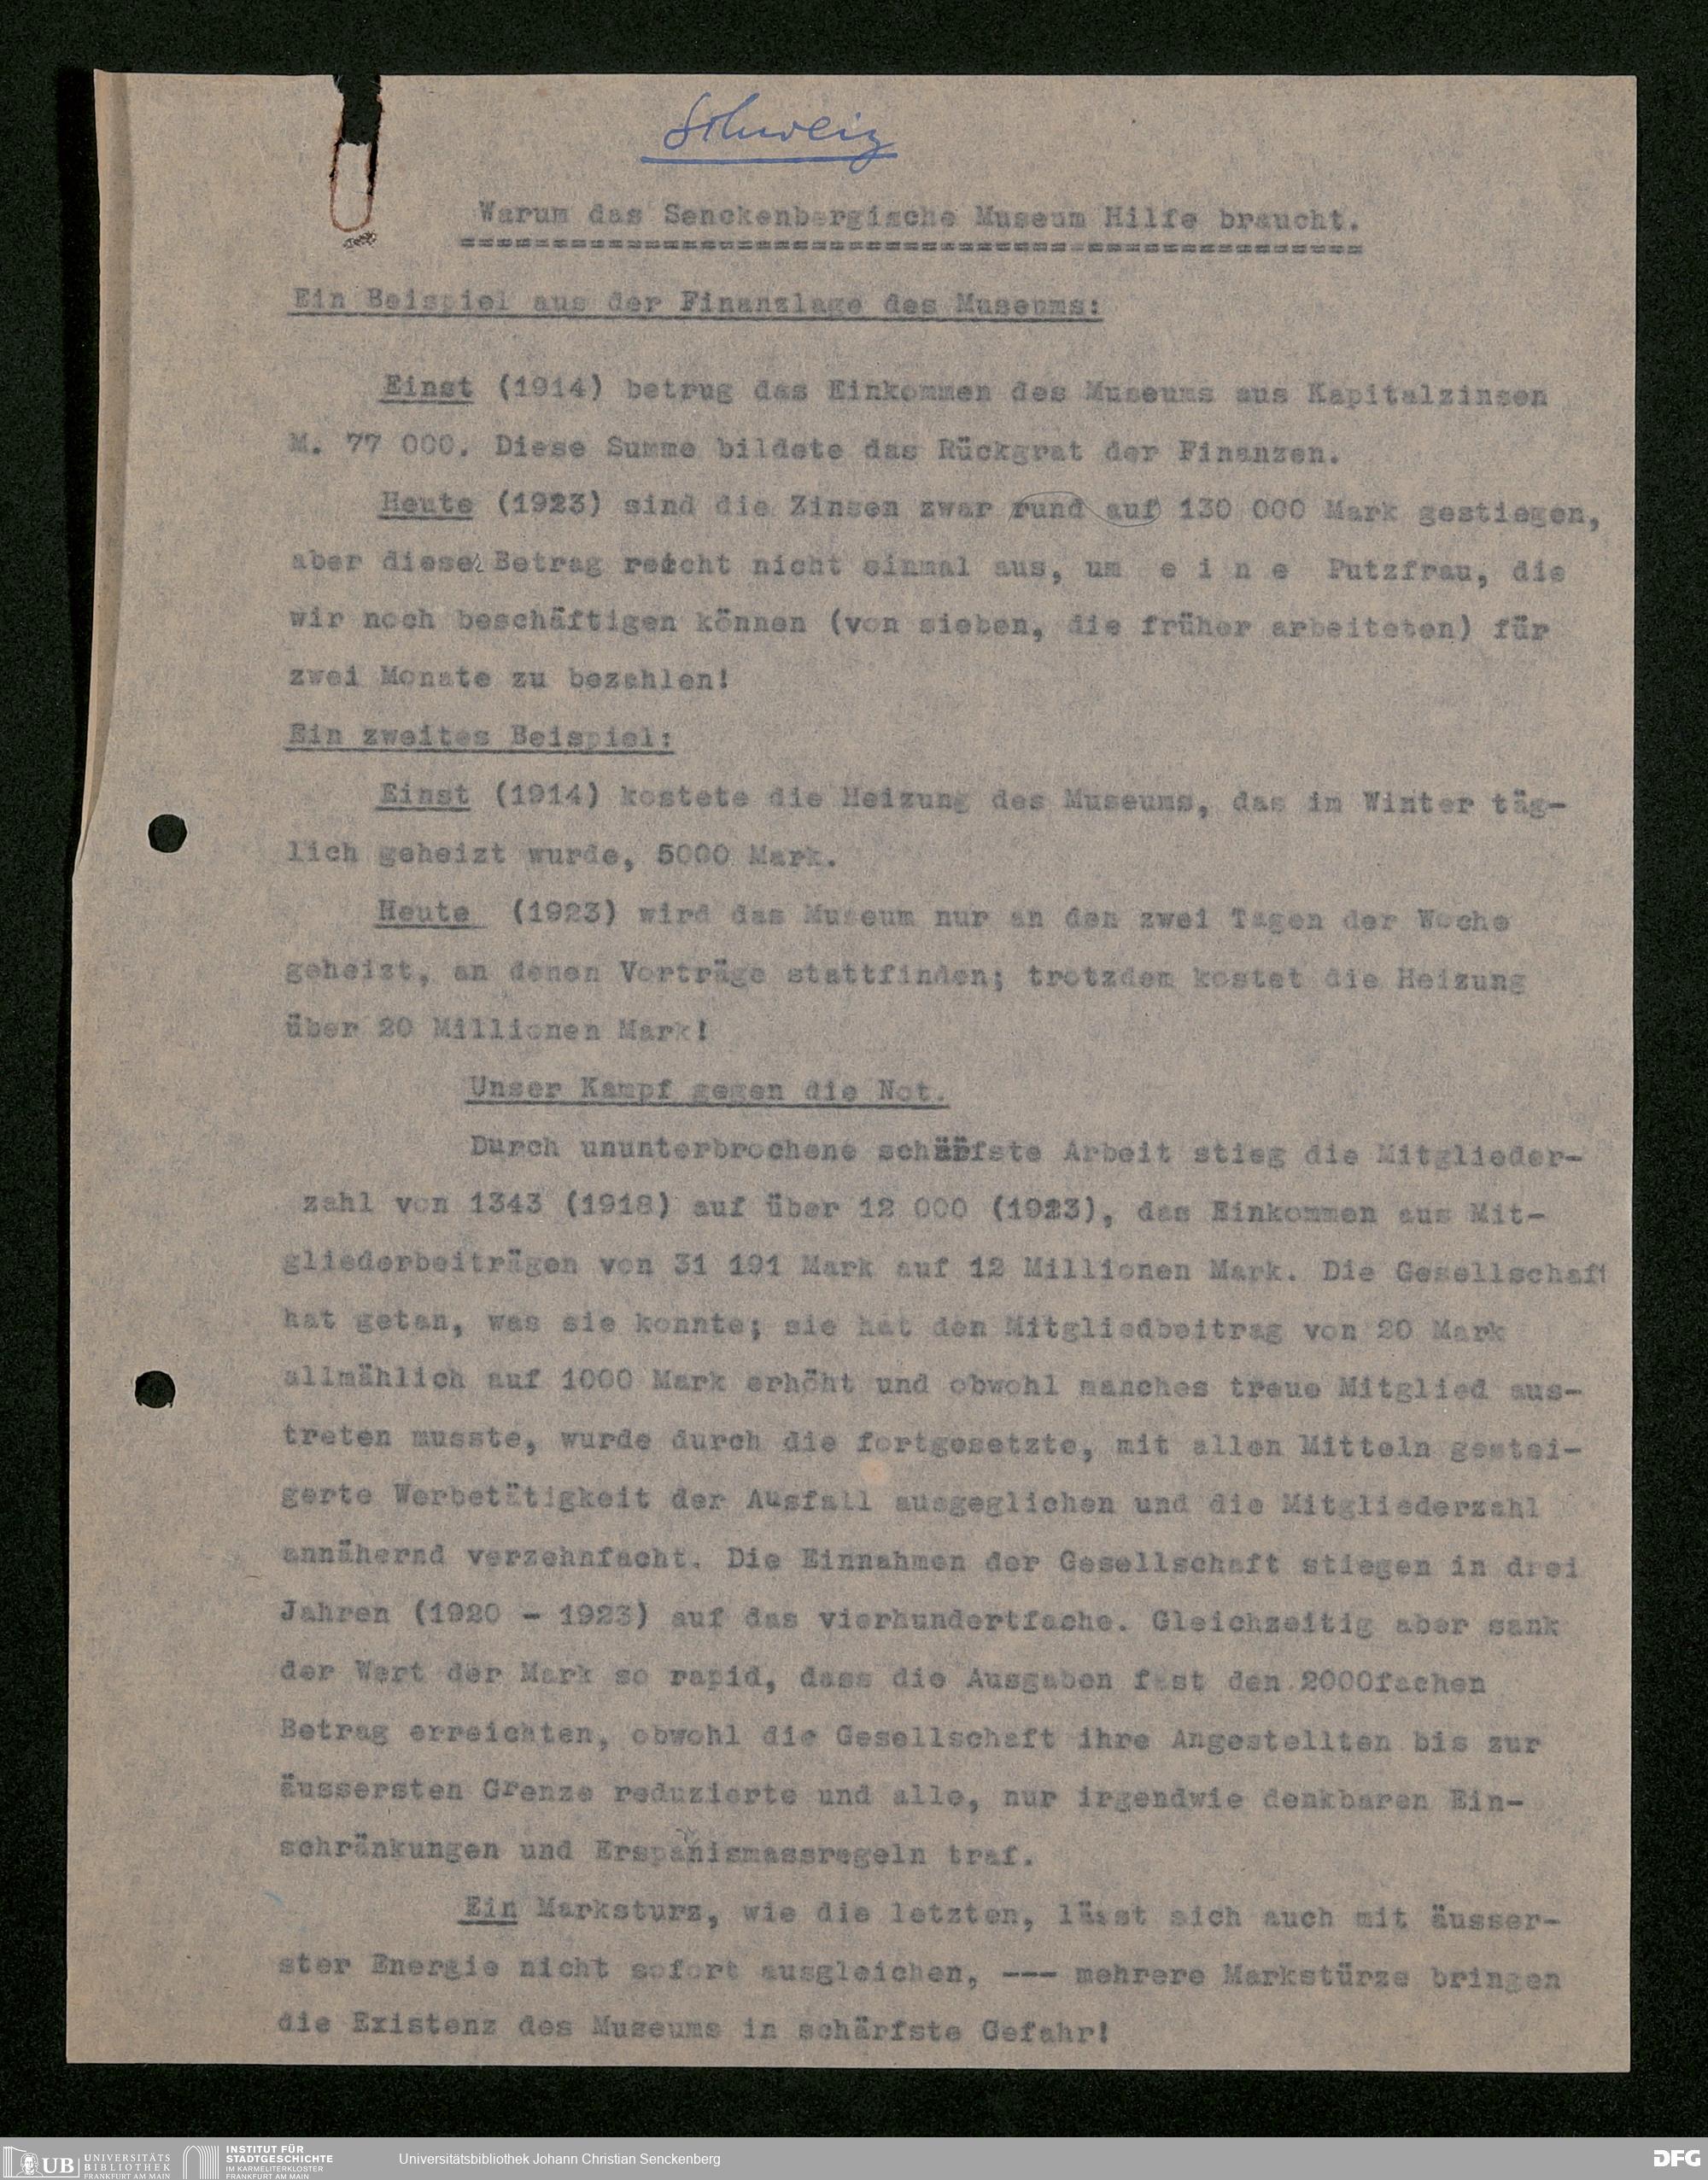 Schweiz
Warum das Senckenbergische Museum Hilfe braucht.
Ein Beispiel aus der Finanzlage des Museums:
Einst (1914) betrug das Einkommen des Museums aus Kapitalzinsen
M. 77 000. Diese Summe bildete das Rückgrat der Finanzen.
Heute (1923) sind die Zinsen zwar rund auf 130 000 Mark gestiegen,
aber dieser Betrag reicht nicht einmal aus, um e i n e Putzfrau, die
wir noch beschäftigen können (von sieben, die früher arbeiteten) für
zwei Monate zu bezahlen!
Ein zweites Beispiel:
Einst (1914) kostete die Heizung des Museums, das im Winter täg-
lich geheizt wurde, 5000 Mark.
Heute (1923) wird das Museum nur an den zwei Tagen der Woche
geheizt, an denen Vorträge stattfinden; trotzdem kostet die Heizung
über 20 Millionen Mark!
Unser Kampf gegen die Not.
Durch ununterbrochene schärfste Arbeit stieg die Mitglieder-
zahl von 1343 (1918) auf über 12 000 (1923), das Einkommen aus Mit-
gliederbeiträgen von 31 191 Mark auf 12 Millionen Mark. Die Gesellschaft
hat getan, was sie konnte; sie hat den Mitgliedbeitrag von 20 Mark
allmählich auf 1000 Mark erhöht und obwohl manches treue Mitglied aus-
treten musste, wurde durch die fortgesetzte, mit allen Mitteln gestei-
gerte Werbetätigkeit der Ausfall ausgeglichen und die Mitgliederzahl
annähernd verzehnfacht. Die Einnahmen der Gesellschaft stiegen in drei
Jahren (1920 - 1923) auf das vierhundertfache. Gleichzeitig aber sank
der Wert der Mark so rapid, dass die Ausgaben fast den 2000fachen
Betrag erreichten, obwohl die Gesellschaft ihre Angestellten bis zur
äussersten Grenze reduzierte und alle, nur irgendwie denkbaren Ein-
schränkungen und Erspanismassregeln traf.
Ein Marksturz, wie die letzten, lässt sich auch mit äusser-
ster Energie nicht sofort ausgleichen, --- mehrere Markstürze bringen
die Existenz des Museums in schärfste Gefahr!
UB UNIVERSITÄTS BIBLIOTHEK FRANKFURT AM MAIN
INSTITUT FÜR STADTGESCHICHTE IM KARMELITERKLOSTER FRANKFURT AM MAIN
Universitätsbibliothek Johann Christian Senckenberg
DFG